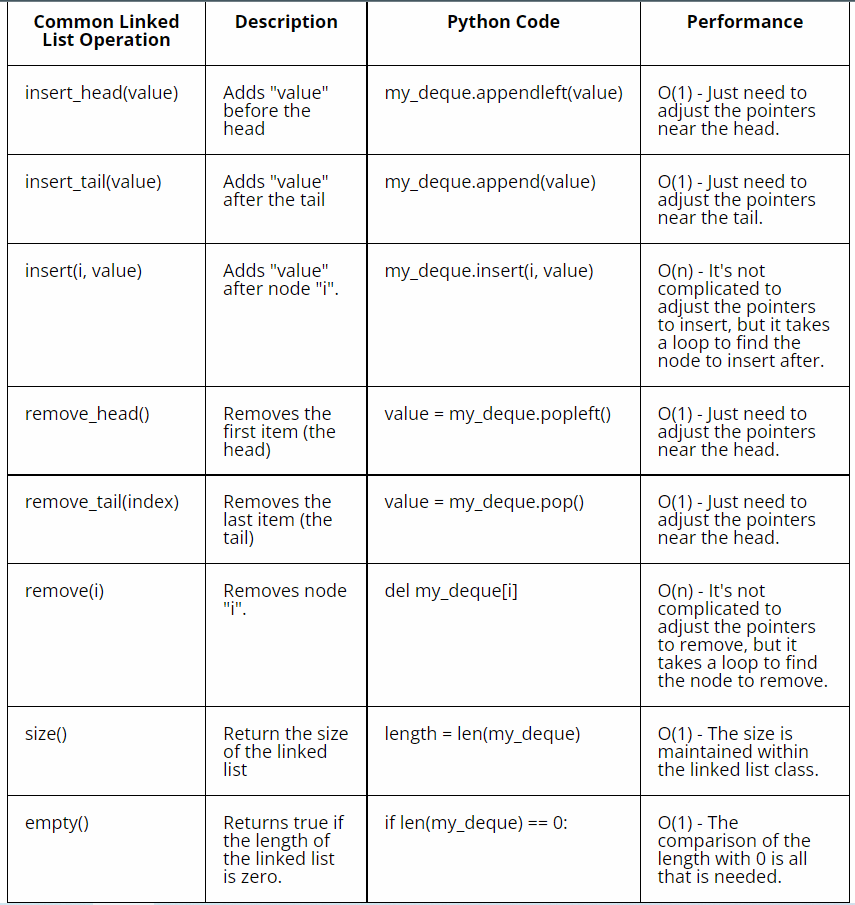 Common Linked
List Operation
Description
Python Code
Performance
insert_head(value)
Adds "value"
before the
head
my_deque.appendleft(value)
O(1) - Just need to
adjust the pointers
near the head.
insert_tail(value)
Adds "value"
after the tail
my_deque.append(value)
O(1) - Just need to
adjust the pointers
near the tail.
insert(i, value)
Adds "value"
after node "i".
my_deque.insert(i, value)
O(n) - It's not
complicated to
adjust the pointers
to insert, but it takes
a loop to find the
node to insert after.
remove_head()
Removes the
first item (the
head)
value = my_deque.popleft()
O(1) - Just need to
adjust the pointers
near the head.
remove_tail(index)
Removes the
last item (the
tail)
value = my_deque.pop()
O(1) - Just need to
adjust the pointers
near the head.
remove(i)
Removes node
"i".
del my_deque[i]
O(n) - It's not
complicated to
adjust the pointers
to remove, but it
takes a loop to find
the node to remove.
size()
Return the size
of the linked
list
length = len(my_deque)
O(1) - The size is
maintained within
the linked list class.
empty()
Returns true if
the length of
the linked list
is zero.
if len(my_deque) == 0:
O(1) - The
comparison of the
length with 0 is all
that is needed.